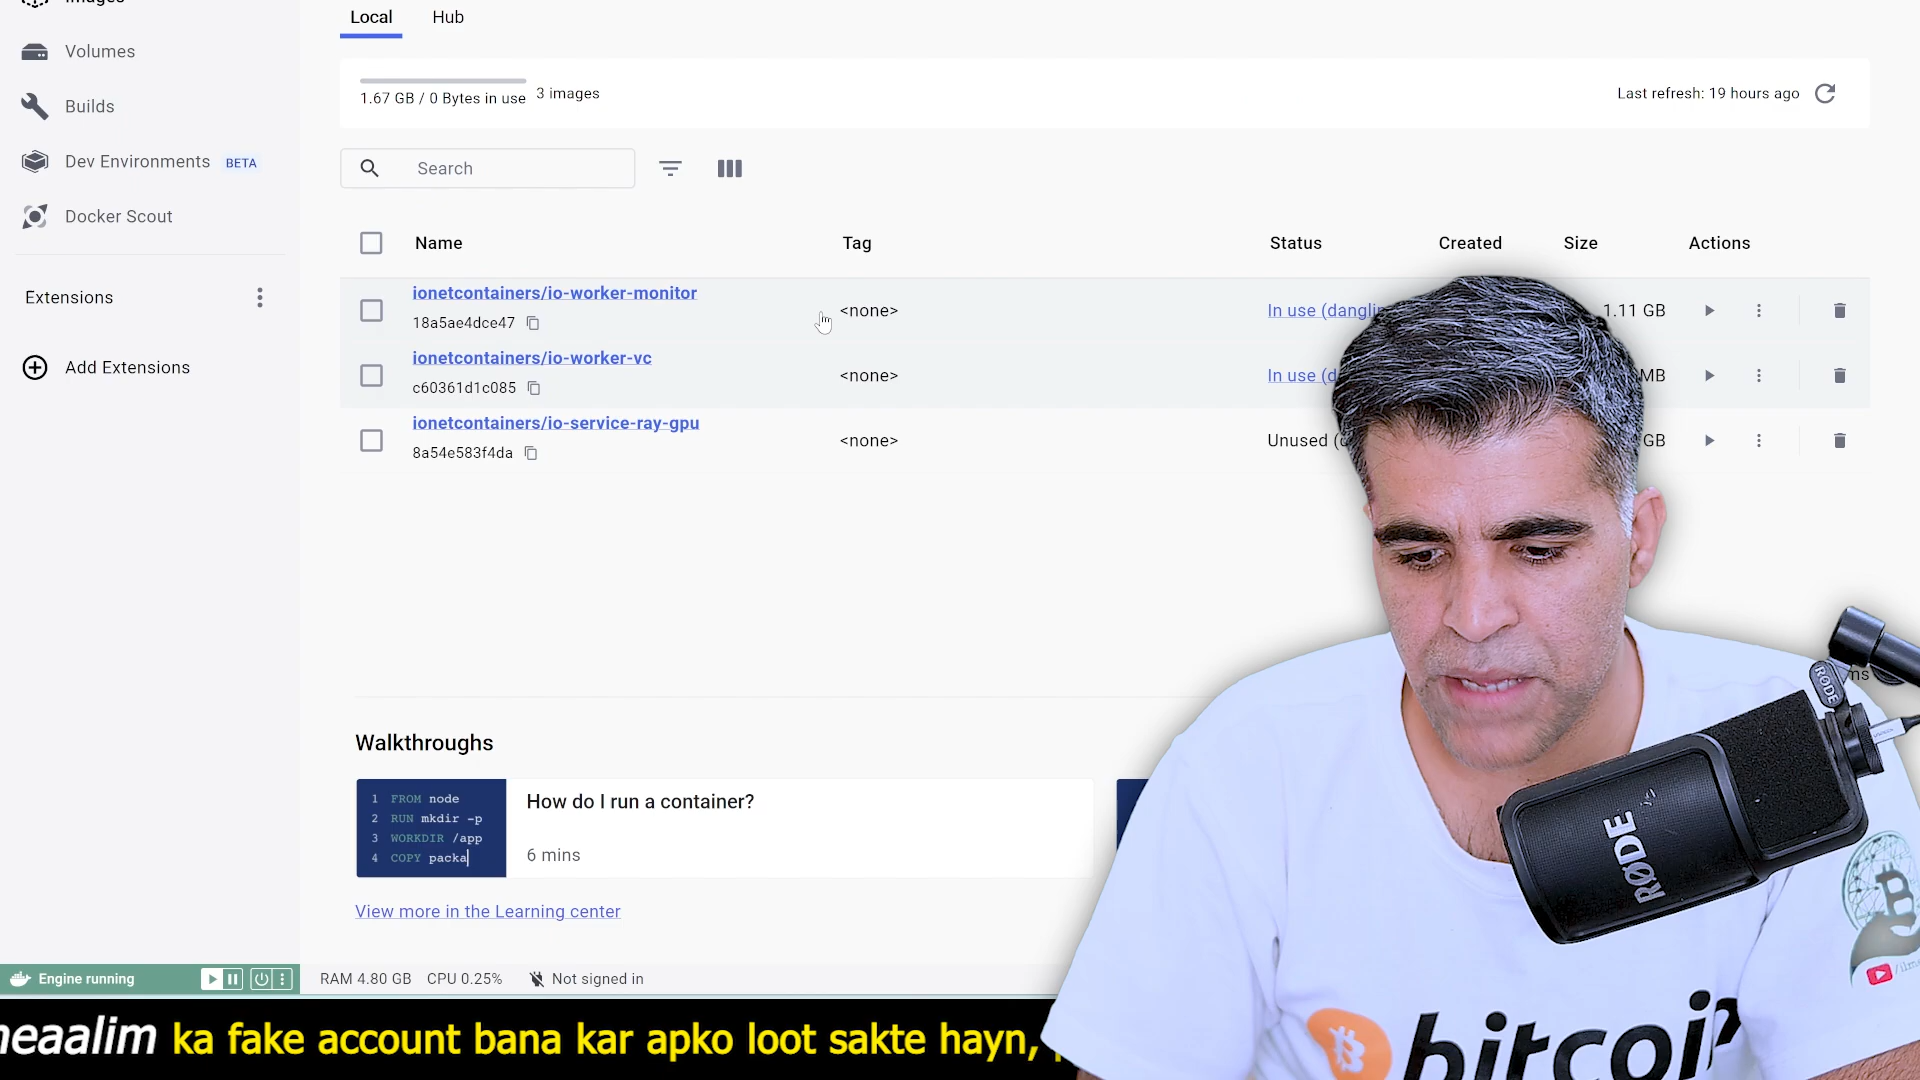 Images
Local Hub
Volumes
1.67 GB / 0 Bytes in use 3 images
Last refresh: 19 hours ago
Builds
Dev Environments BETA
Search
Docker Scout
Name Tag Status Created Size Actions
Extensions
ionetcontainers/io-worker-monitor
18a5ae4dce47
<none>
In use
1.11 GB
Add Extensions
ionetcontainers/io-worker-vc
c60361d1c085
<none>
In use
MB
ionetcontainers/io-service-ray-gpu
8a54e583f4da
<none>
Unused
GB
Walkthroughs
1 FROM node
2 RUN mkdir -p
3 WORKDIR /app
4 COPY packa
How do I run a container?
6 mins
View more in the Learning center
Engine running
RAM 4.80 GB CPU 0.25% Not signed in
ka fake account bana kar apko loot sakte hayn,
RØDE
RØDE
bitcoin